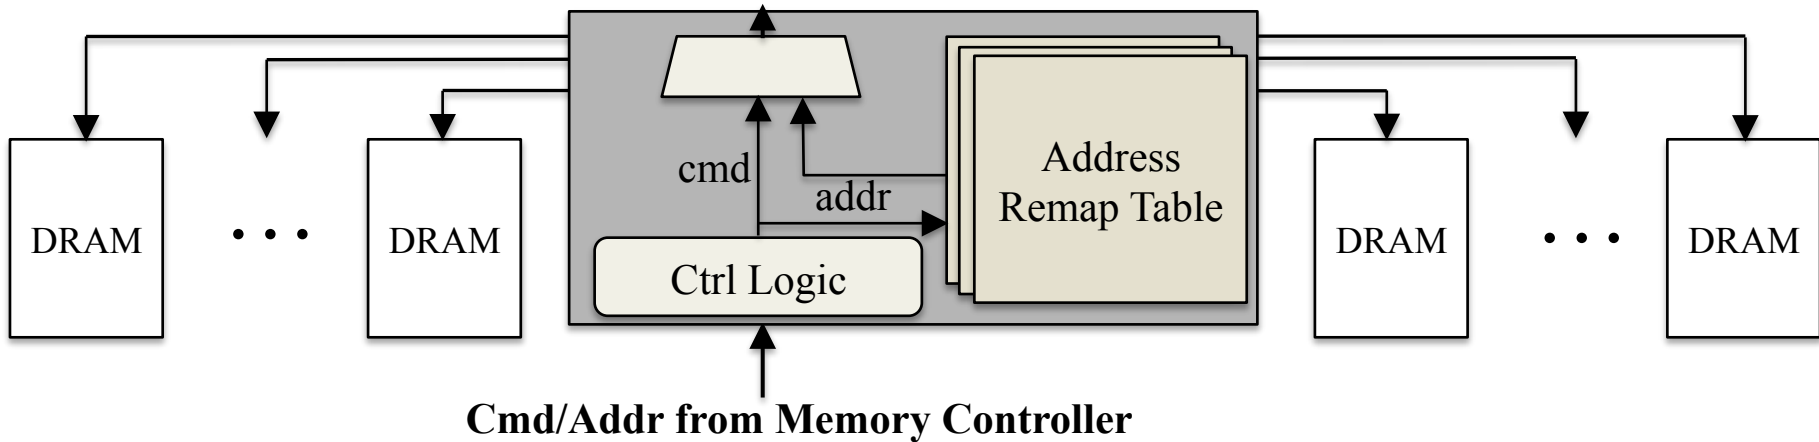 cmd
addr
Address
Remap Table
DRAM
• • •
DRAM
DRAM
• • •
DRAM
Ctrl Logic
Cmd/Addr from Memory Controller